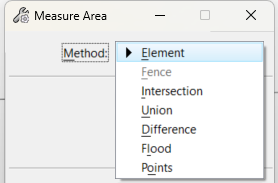 Measure Area
Method: Element
Fence
Intersection
Union
Difference
Flood
Points